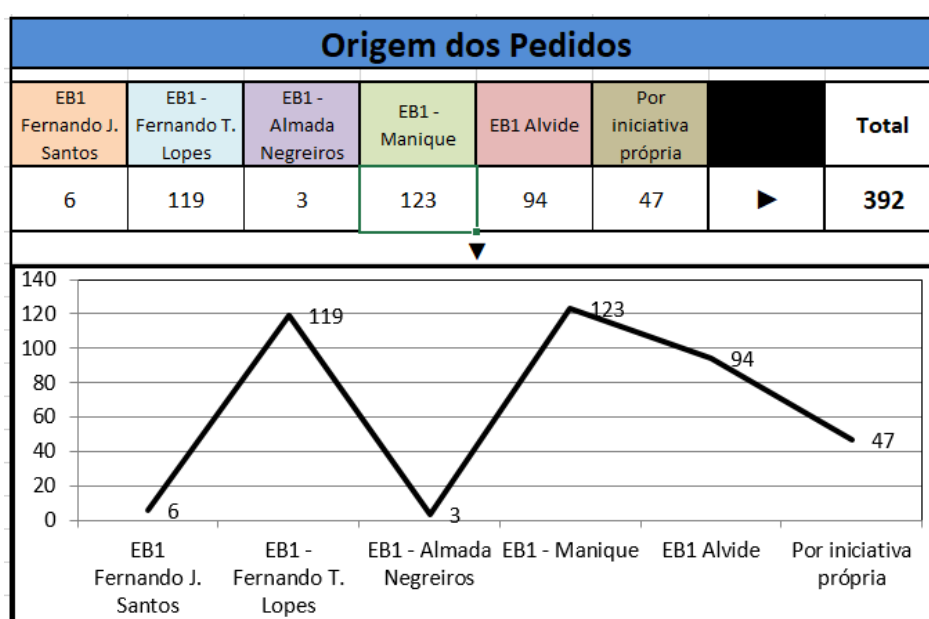 Origem dos Pedidos
EB1
Fernando J.
Santos
EB1 -
Fernando T.
Lopes
EB1 -
Almada
Negreiros
EB1 -
Manique
EB1 Alvide
Por
iniciativa
própria
Total
6 119 3 123 94 47 ► 392
▼
140
120
100
80
60
40
20
0
6
119
3
123
94
47
EB1
Fernando J.
Santos
EB1 -
Fernando T.
Lopes
EB1 - Almada
Negreiros
EB1 - Manique
EB1 Alvide
Por iniciativa
própria